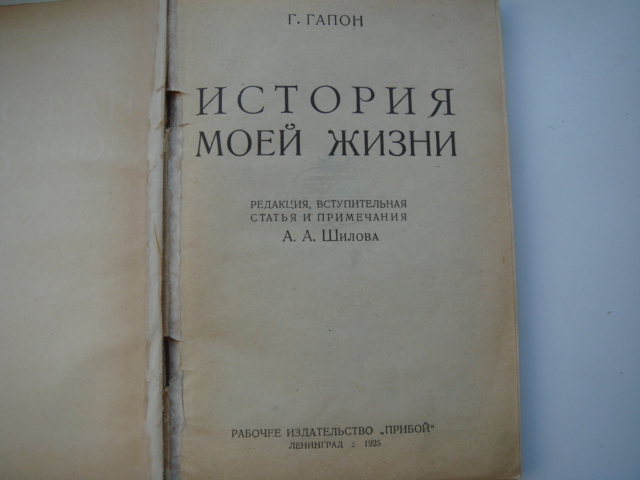 Г. ГАПОН
ИСТОРИЯ
МОЕЙ ЖИЗНИ
РЕДАКЦИЯ, ВСТУПИТЕЛЬНАЯ
СТАТЬЯ И ПРИМЕЧАНИЯ
А. А. Шилова
РАБОЧЕЕ ИЗДАТЕЛЬСТВО „ПРИБОЙ“
ЛЕНИНГРАД :: 1925